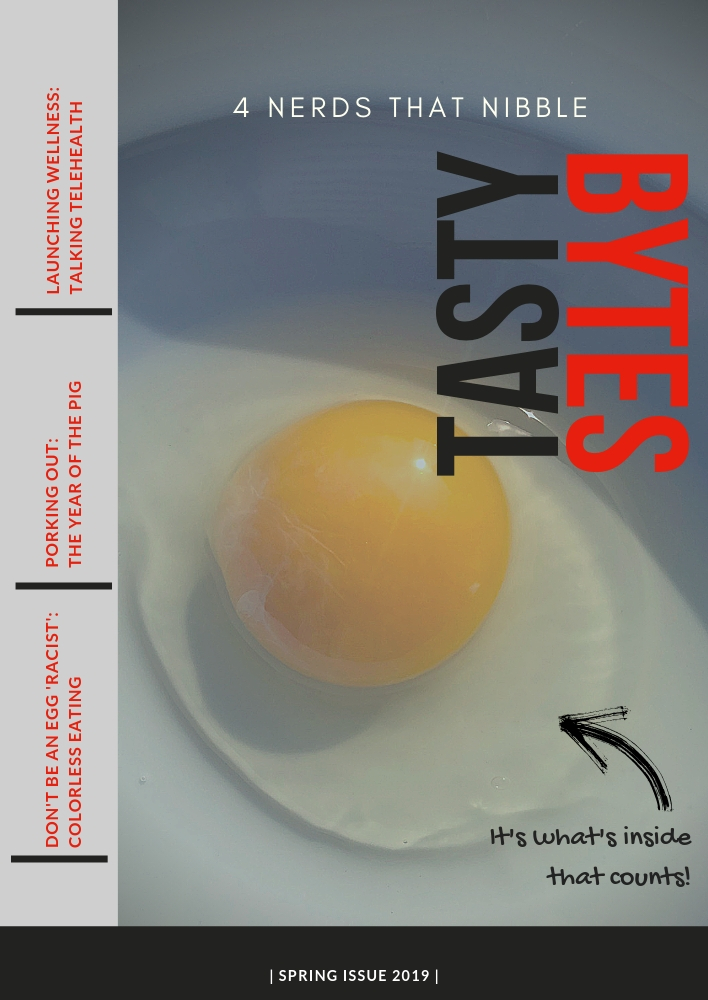 4 NERDS THAT NIBBLE
TASTY
BYTES
LAUNCHING WELLNESS:
TALKING TELEHEALTH
PORKING OUT:
THE YEAR OF THE PIG
DON'T BE AN EGG 'RACIST':
COLORLESS EATING
It's what's inside
that counts!
| SPRING ISSUE 2019 |